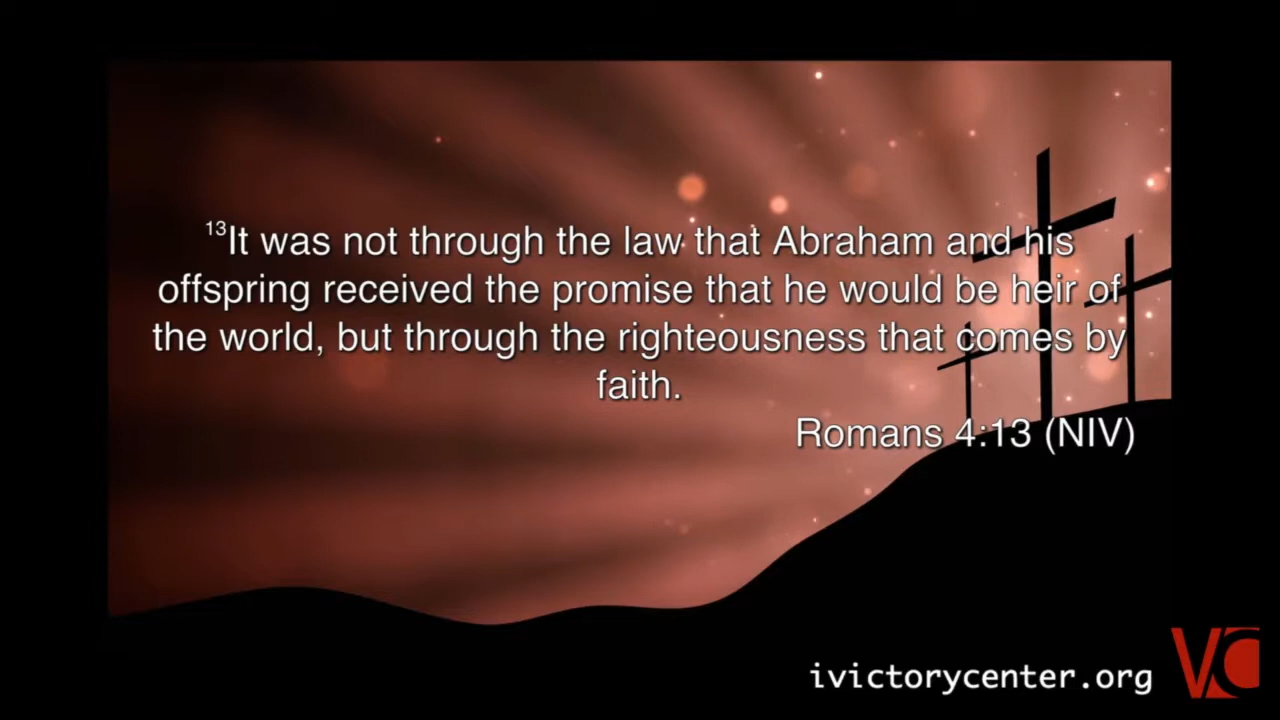 ¹³It was not through the law that Abraham and his
offspring received the promise that he would be heir of
the world, but through the righteousness that comes by
faith.
Romans 4:13 (NIV)
ivictorycenter.org
VC